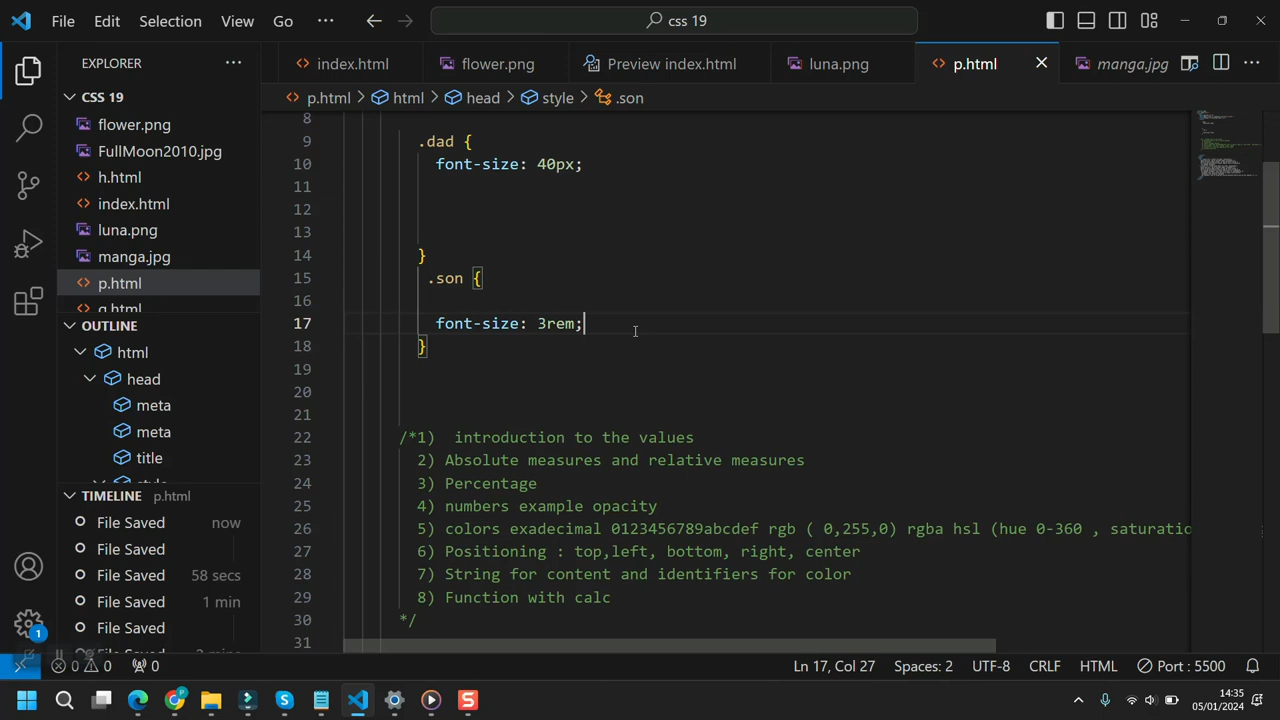 File Edit Selection View Go ··· css 19
EXPLORER ···
index.html flower.png Preview index.html luna.png p.html manga.jpg ···
p.html > html > head > style > .son
CSS 19
flower.png
FullMoon2010.jpg
h.html
index.html
luna.png
manga.jpg
p.html
OUTLINE
html
head
meta
meta
title
TIMELINE p.html
File Saved now
File Saved
File Saved 58 secs
File Saved 1 min
File Saved
8
9 .dad {
10 font-size: 40px;
11
12
13
14 }
15 .son {
16
17 font-size: 3rem;
18 }
19
20
21
22 /*1) introduction to the values
23 2) Absolute measures and relative measures
24 3) Percentage
25 4) numbers example opacity
26 5) colors exadecimal 0123456789abcdef rgb ( 0,255,0) rgba hsl (hue 0-360 , saturatio
27 6) Positioning : top,left, bottom, right, center
28 7) String for content and identifiers for color
29 8) Function with calc
30 */
31
1
0 0 0 Ln 17, Col 27 Spaces: 2 UTF-8 CRLF HTML Port : 5500
14:35
05/01/2024